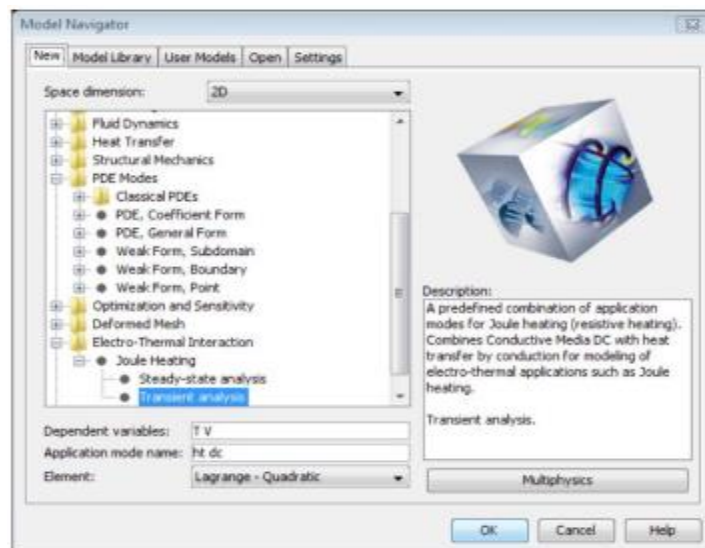 Model Navigator
New Model Library User Models Open Settings
Space dimension: 2D
Fluid Dynamics
Heat Transfer
Structural Mechanics
PDE Modes
Classical PDEs
PDE, Coefficient Form
PDE, General Form
Weak Form, Subdomain
Weak Form, Boundary
Weak Form, Point
Optimization and Sensitivity
Deformed Mesh
Electro-Thermal Interaction
Joule Heating
Steady-state analysis
Transient analysis
Dependent variables: T V
Application mode name: ht dc
Element: Lagrange - Quadratic
Description:
A predefined combination of application
modes for Joule heating (resistive heating).
Combines Conductive Media DC with heat
transfer by conduction for modeling of
electro-thermal applications such as Joule
heating.
Transient analysis.
Multiphysics
OK Cancel Help